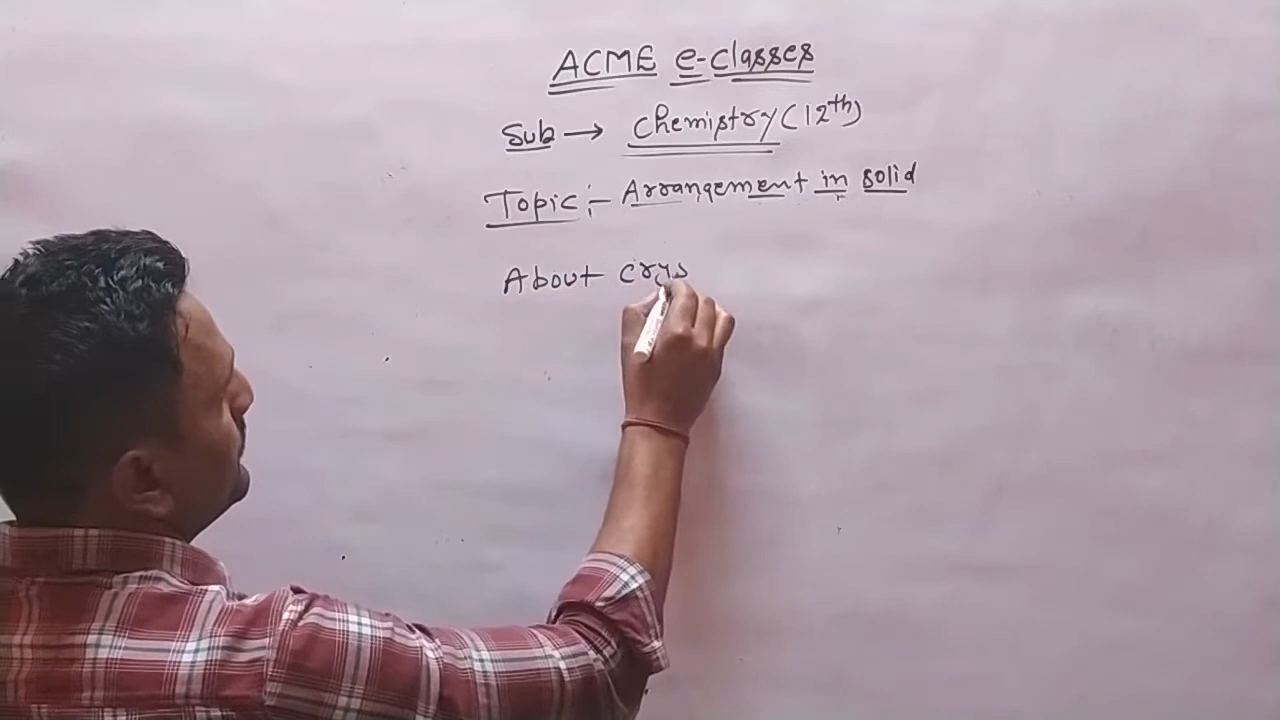 ACME e-classes
Sub → Chemistry (12th)
Topic :- Arrangement in solid
About crys